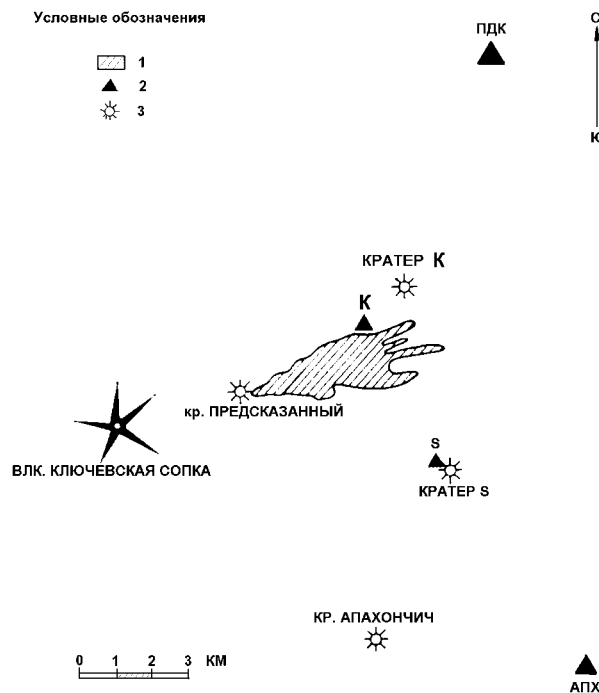 Условные обозначения
1
2
3
ПДК
С
Ю
КРАТЕР К
К
кр. ПРЕДСКАЗАННЫЙ
ВЛК. КЛЮЧЕВСКАЯ СОПКА
S
КРАТЕР S
КР. АПАХОНЧИЧ
0 1 2 3 КМ
АПХ